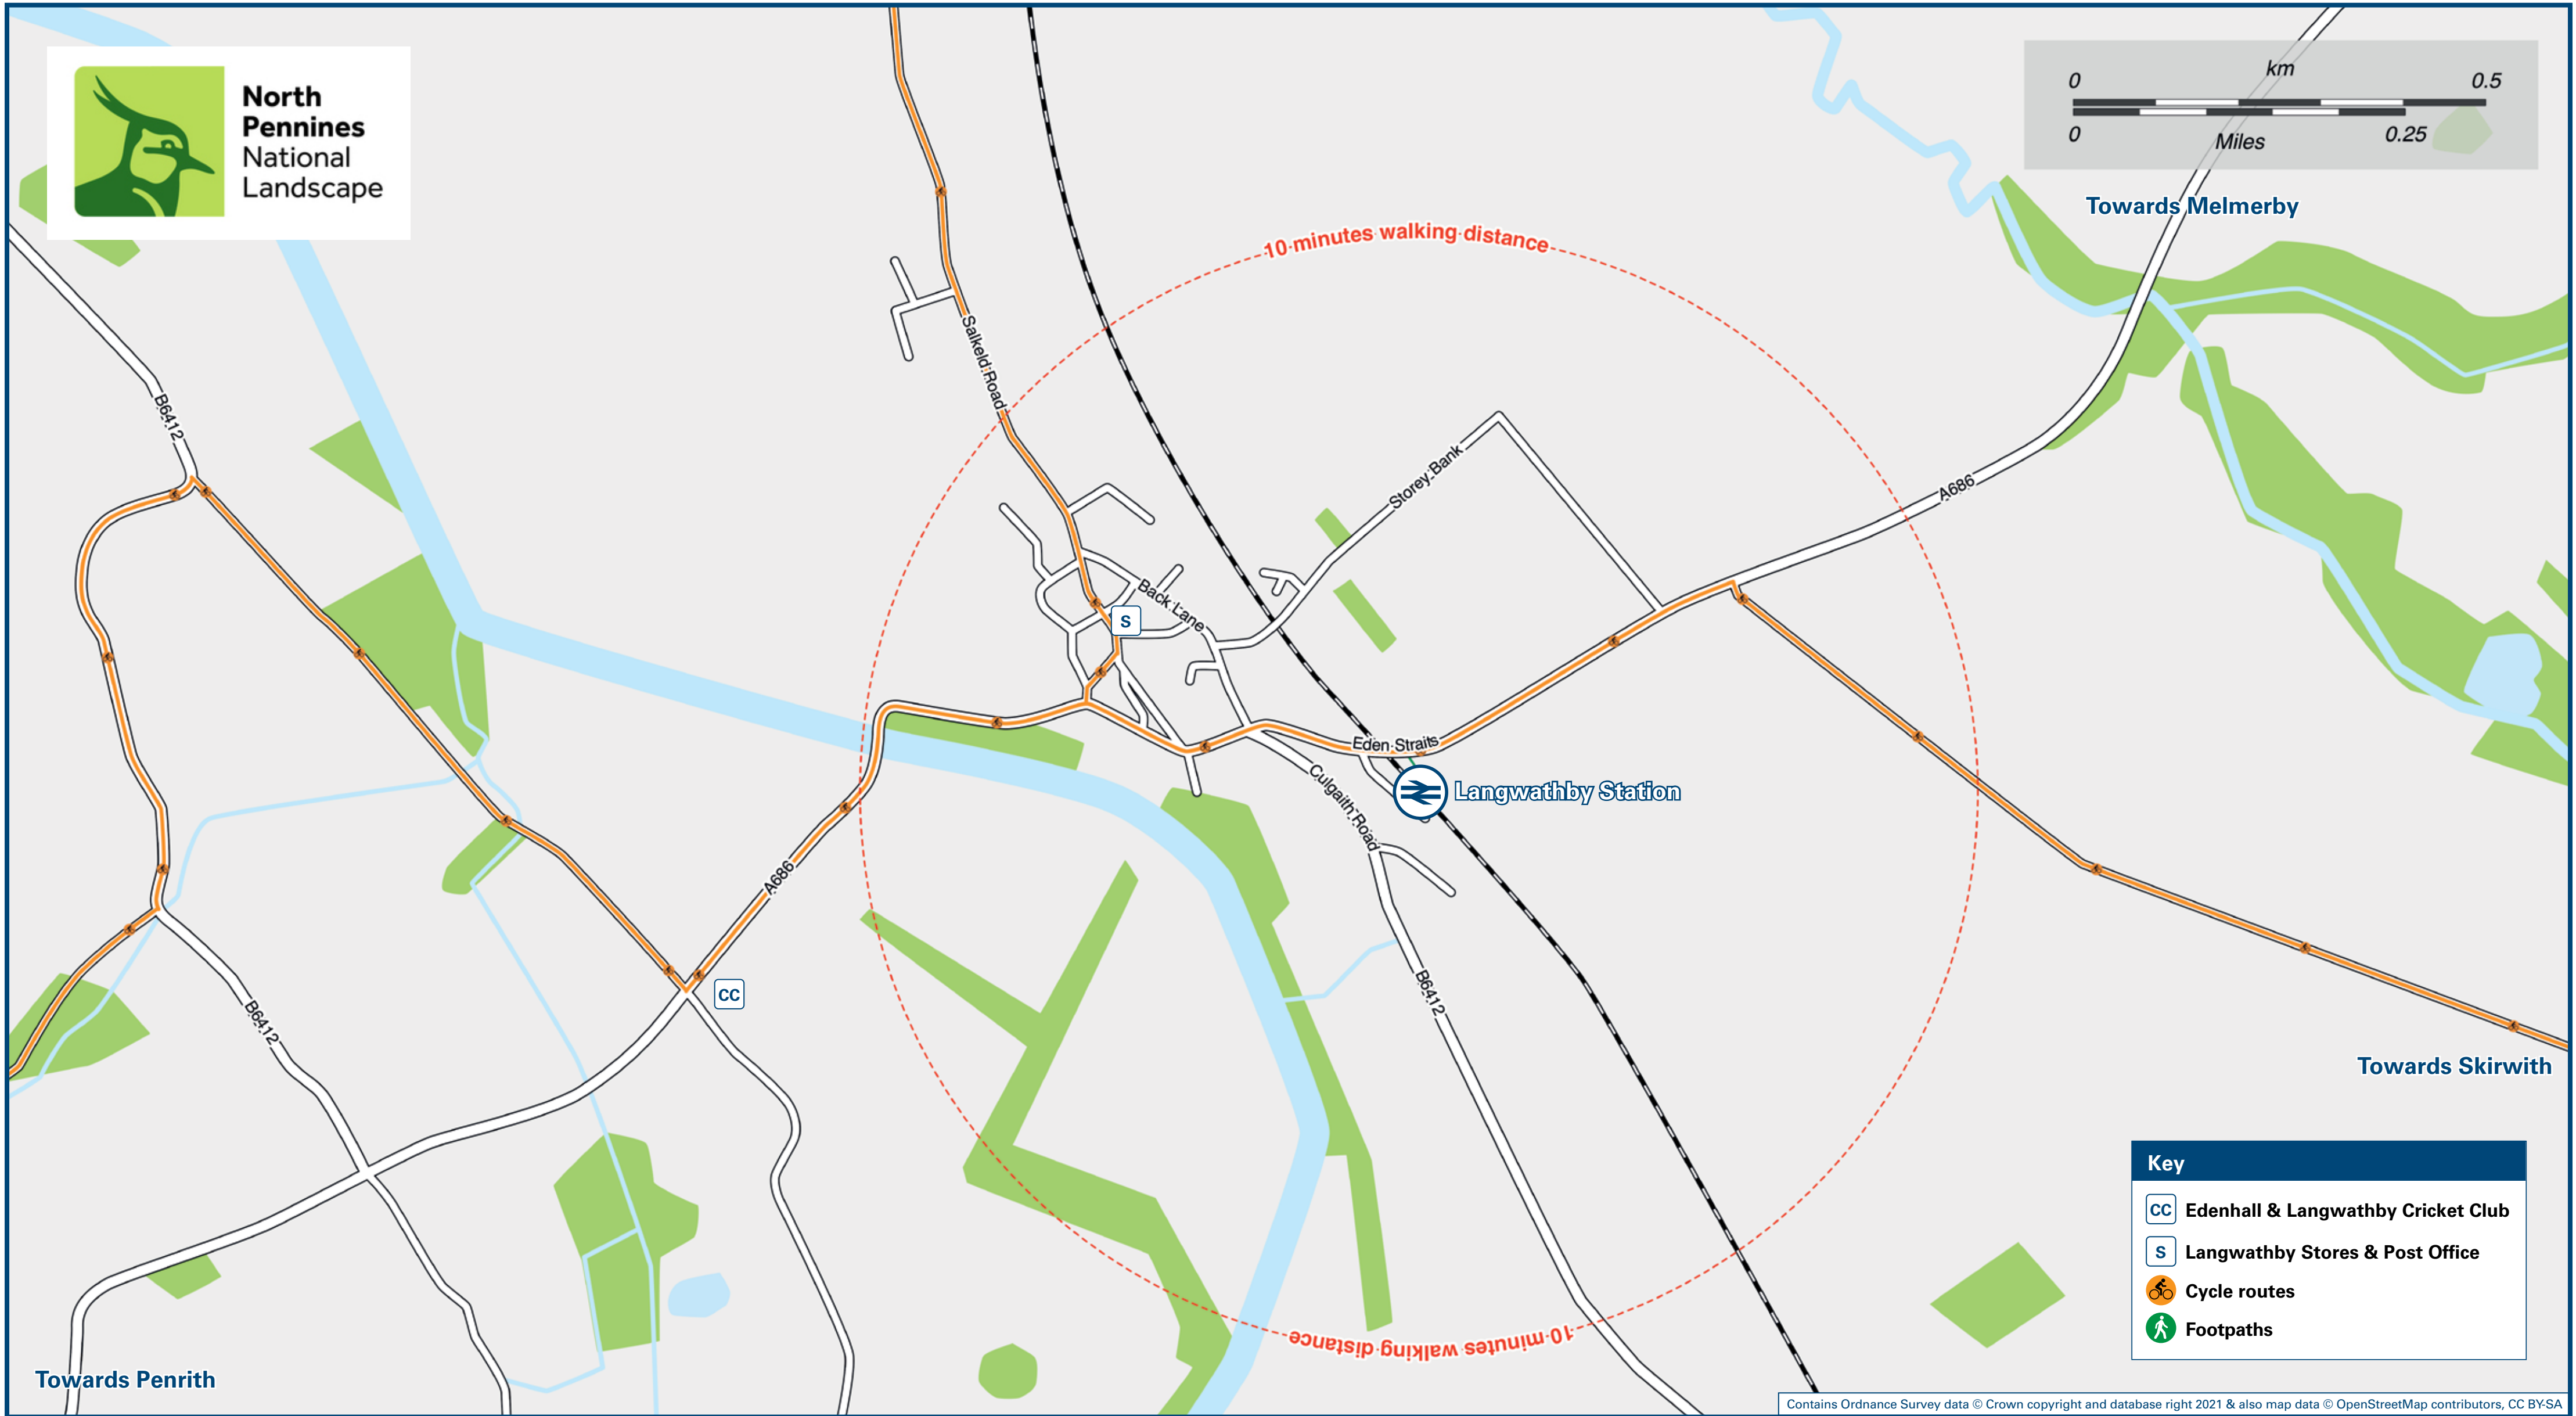 North
Pennines
National
Landscape
km
0
0.5
0
0.25
Miles
Towards Melmerby
10 minutes walking distance
Salkeld Road
B6412
Storey Bank
A686
Back Lane
S
Eden Straits
Culgaith Road
Langwathby Station
A686
CC
B6412
B6412
Towards Skirwith
10 minutes walking distance
Towards Penrith
Key
CC Edenhall & Langwathby Cricket Club
S Langwathby Stores & Post Office
Cycle routes
Footpaths
Contains Ordnance Survey data © Crown copyright and database right 2021 & also map data © OpenStreetMap contributors, CC BY-SA